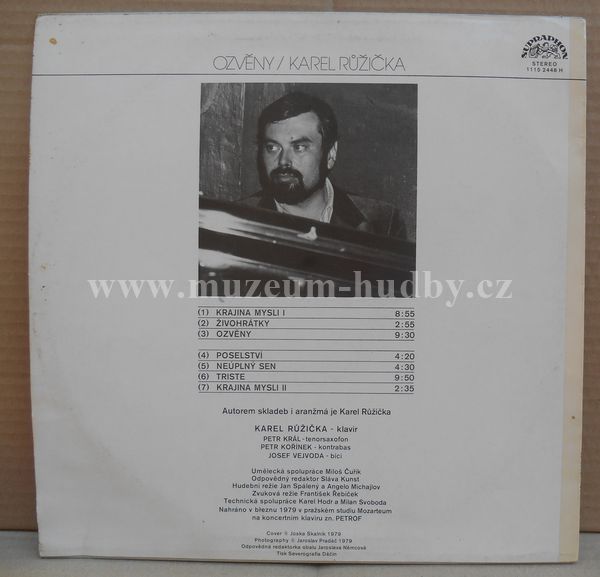 OZVĚNY / KAREL RŮŽIČKA
SUPRAPHON
STEREO
1115 2448 H
www.muzeum-hudby.cz
(1) KRAJINA MYSLI I 8:55
(2) ŽIVOHRÁTKY 2:55
(3) OZVĚNY 9:30
(4) POSELSTVÍ 4:20
(5) NEÚPLNÝ SEN 4:30
(6) TRISTE 9:50
(7) KRAJINA MYSLI II 2:35
Autorem skladeb i aranžmá je Karel Růžička
KAREL RŮŽIČKA - klavír
PETR KRÁL - tenorsaxofon
PETR KOŘÍNEK - kontrabas
JOSEF VEJVODA - bicí
Umělecká spolupráce Miloš Čuřík
Odpovědný redaktor Sláva Kunst
Hudební režie Jan Spálený a Angelo Michajlov
Zvuková režie František Řebíček
Technická spolupráce Karel Hodr a Milan Svoboda
Nahráno v březnu 1979 v pražském studiu Mozarteum
na koncertním klavíru zn. PETROF
Cover © Joska Skalník 1979
Photography © Jaroslav Pradáč 1979
Odpovědná redaktorka obalu Jaroslava Němcová
Tisk Severografia Děčín